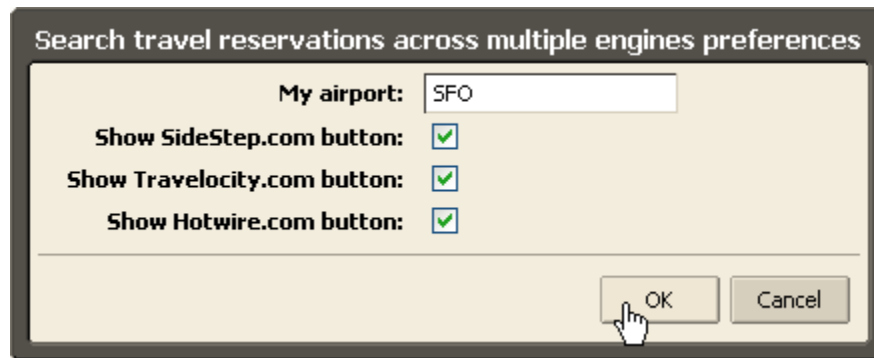 Search travel reservations across multiple engines preferences
My airport: SFO
Show SideStep.com button:
Show Travelocity.com button:
Show Hotwire.com button:
OK Cancel